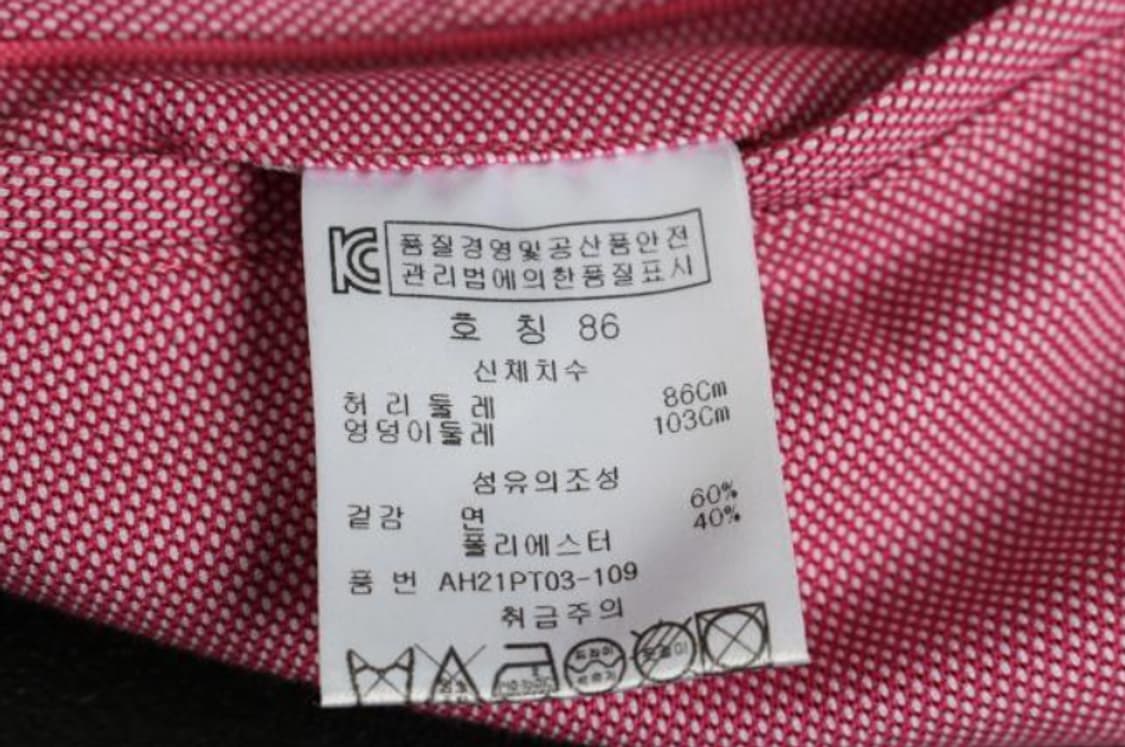 KC 품질경영및공산품안전
관리법에의한품질표시
호 칭 86
신체치수
허 리 둘 레 86Cm
엉덩이둘레 103Cm
섬유의조성
겉감 면 60%
폴리에스터 40%
품 번 AH21PT03-109
취급주의